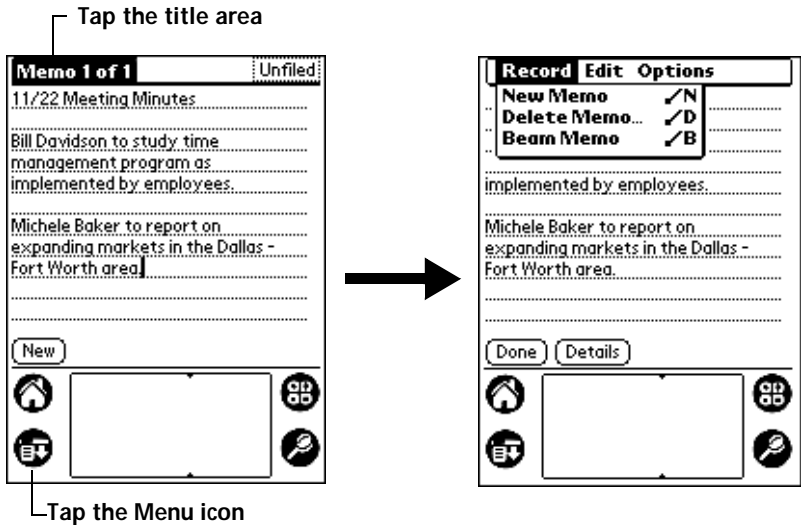 Tap the title area
Memo 1 of 1 Unfiled
11/22 Meeting Minutes
Bill Davidson to study time
management program as
implemented by employees.
Michele Baker to report on
expanding markets in the Dallas -
Fort Worth area.
New
Tap the Menu icon
Record Edit Options
New Memo /N
Delete Memo... /D
Beam Memo /B
implemented by employees.
Michele Baker to report on
expanding markets in the Dallas -
Fort Worth area.
Done Details